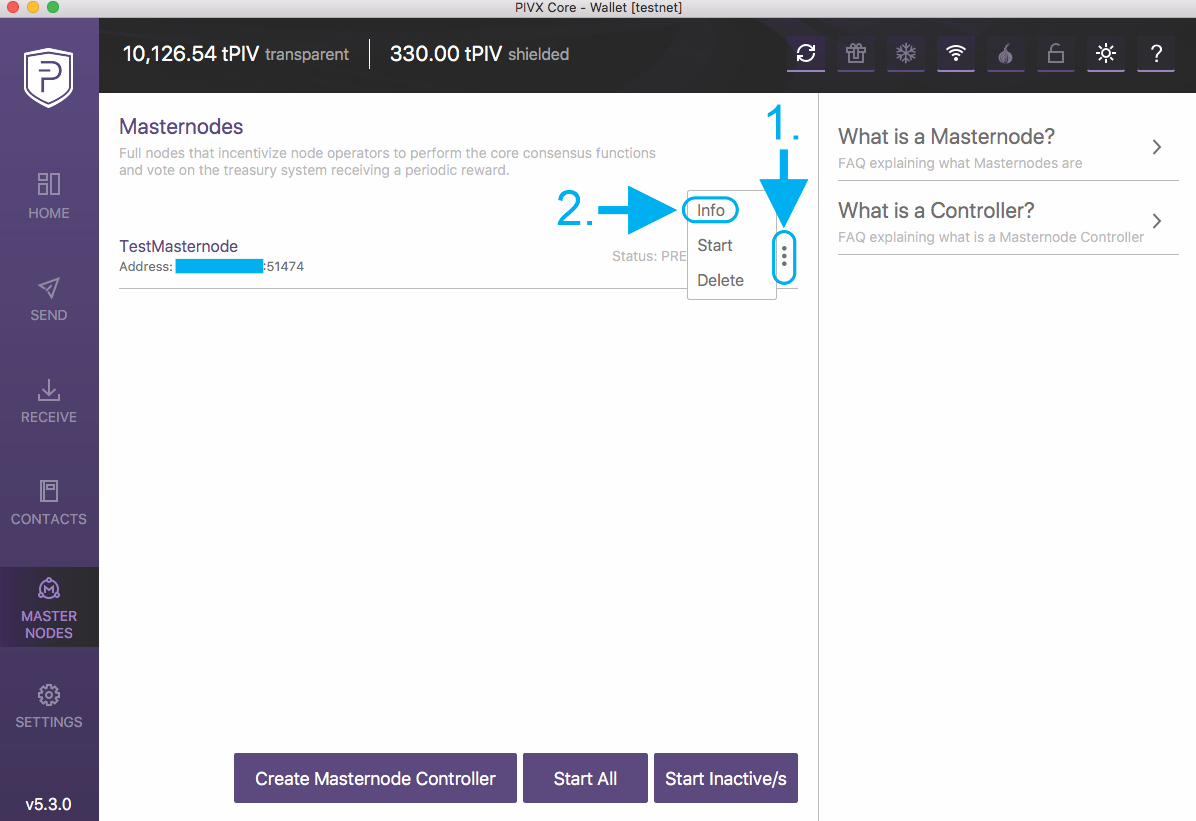 PIVX Core - Wallet [testnet]
10,126.54 tPIV transparent
330.00 tPIV shielded
?
P
HOME
SEND
RECEIVE
CONTACTS
M
MASTER
NODES
SETTINGS
v5.3.0
Masternodes
Full nodes that incentivize node operators to perform the core consensus functions
and vote on the treasury system receiving a periodic reward.
1.
2.
Info
Start
Delete
TestMasternode
Address: :51474
Status: PRE
Create Masternode Controller
Start All
Start Inactive/s
What is a Masternode?
FAQ explaining what Masternodes are
What is a Controller?
FAQ explaining what is a Masternode Controller